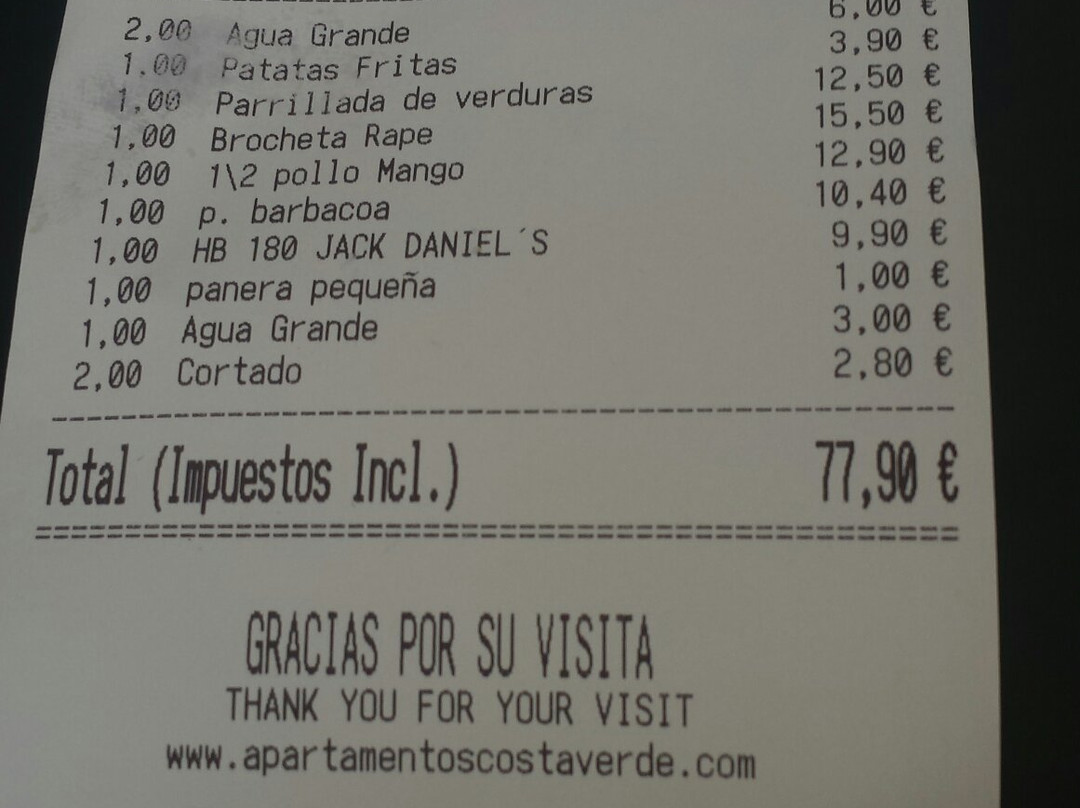 2,00 Agua Grande 6,00 €
1,00 Patatas Fritas 3,90 €
1,00 Parrillada de verduras 12,50 €
1,00 Brocheta Rape 15,50 €
1,00 1\2 pollo Mango 12,90 €
1,00 p. barbacoa 10,40 €
1,00 HB 180 JACK DANIEL´S 9,90 €
1,00 panera pequeña 1,00 €
1,00 Agua Grande 3,00 €
2,00 Cortado 2,80 €
Total (Impuestos Incl.) 77,90 €
GRACIAS POR SU VISITA
THANK YOU FOR YOUR VISIT
www.apartamentoscostaverde.com